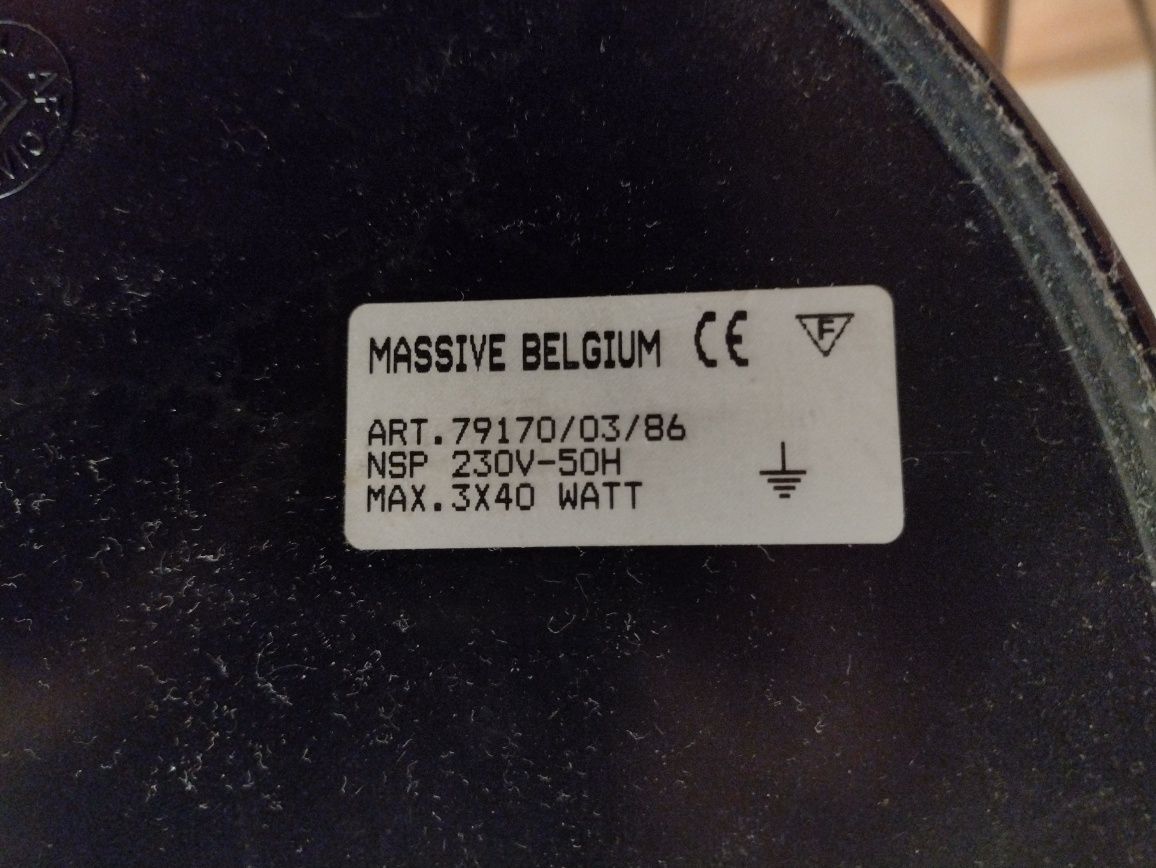 MASSIVE BELGIUM CE F
ART.79170/03/86
NSP 230V-50H
MAX.3X40 WATT